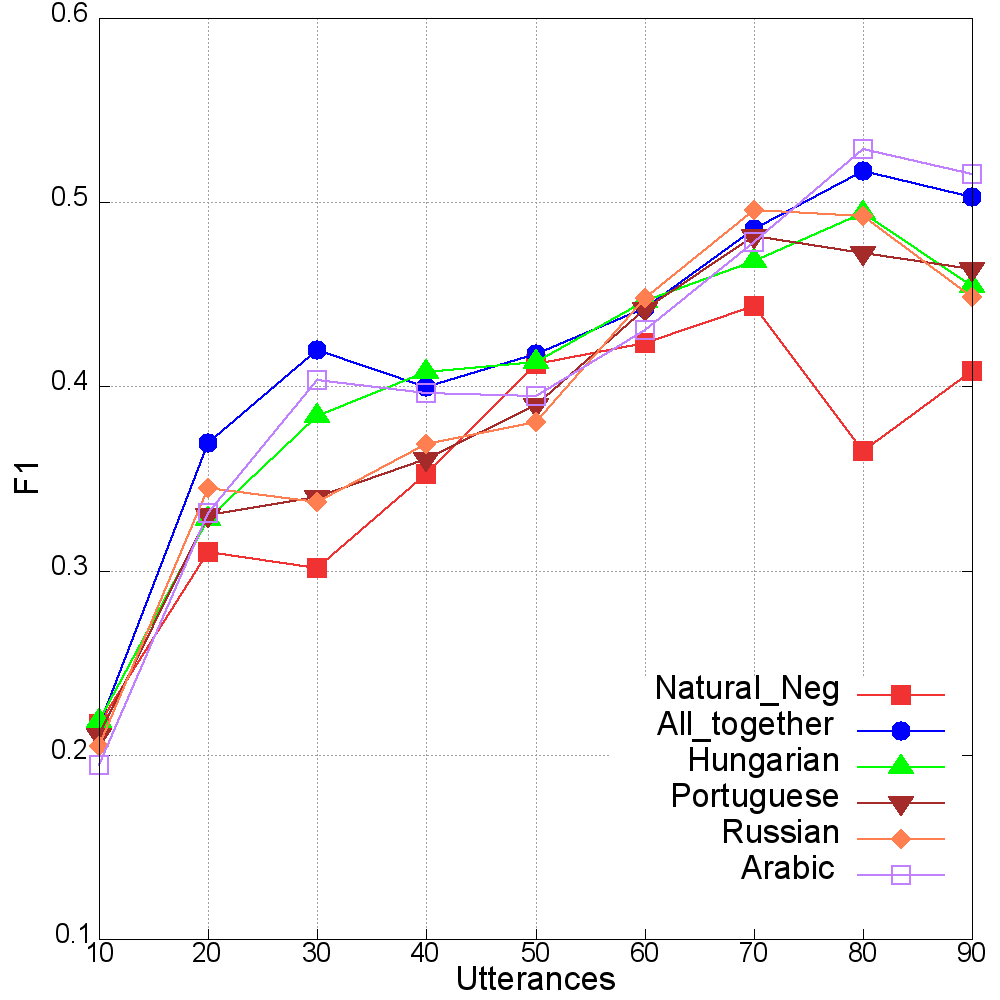 0.6
0.5
0.4
0.3
0.2
0.1
F1
10 20 30 40 50 60 70 80 90
Utterances
Natural_Neg
All_together
Hungarian
Portuguese
Russian
Arabic